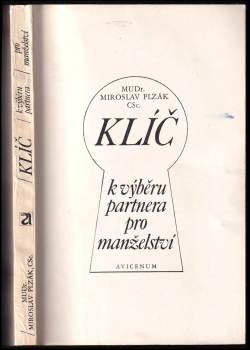 MUDr.
MIROSLAV PLZÁK
CSc.
KLÍČ
k výběru
partnera
pro
manželství
AVICENUM
pro
manželství
k výběru
partnera
KLÍČ
MUDr.
MIROSLAV PLZÁK, CSc.